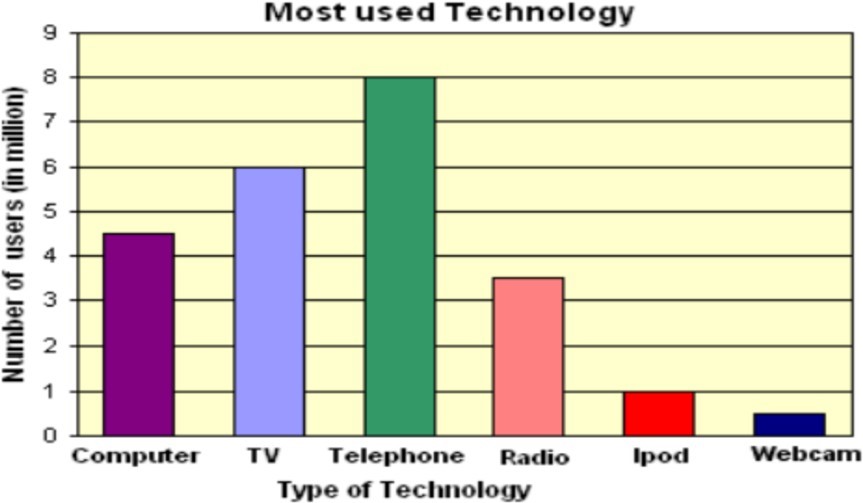 Most used Technology
9
8
7
6
5
4
3
2
1
0
Number of users (in million)
Computer TV Telephone Radio Ipod Webcam
Type of Technology